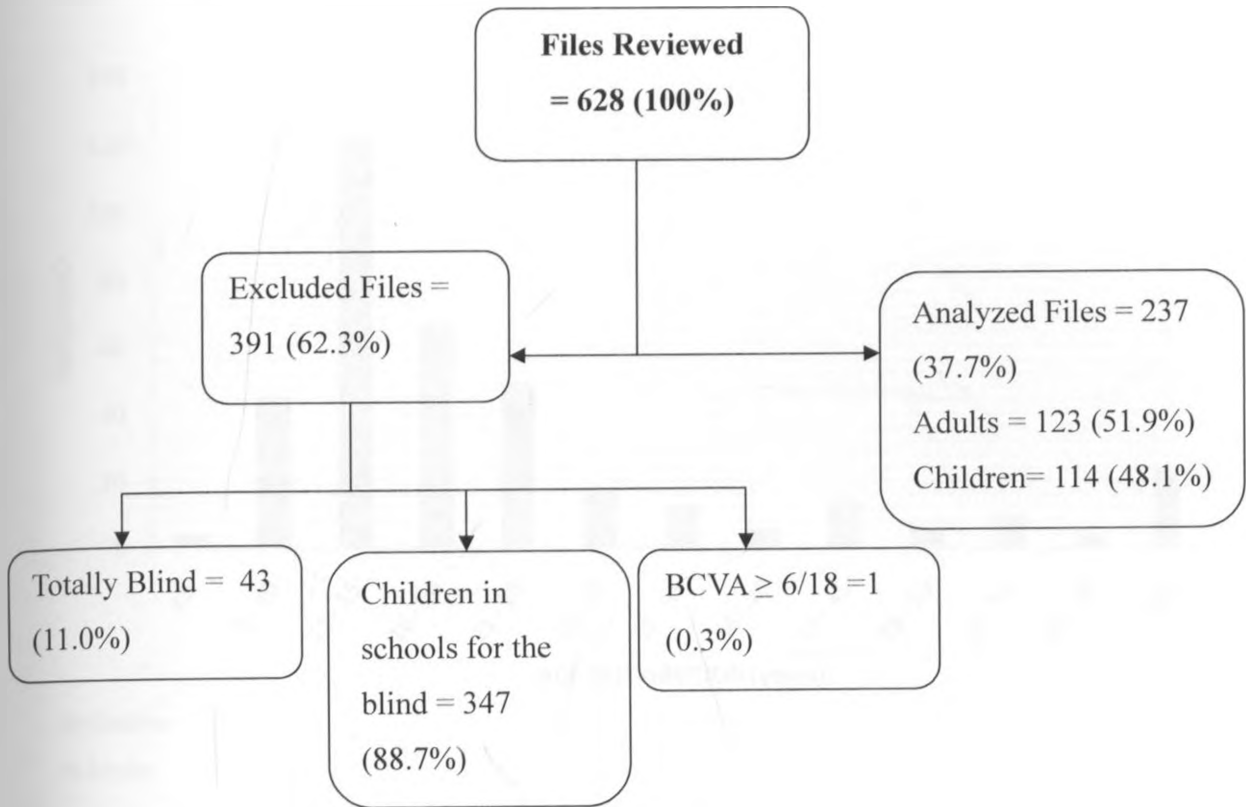 Files Reviewed
= 628 (100%)
Excluded Files =
391 (62.3%)
Analyzed Files = 237
(37.7%)
Adults = 123 (51.9%)
Children= 114 (48.1%)
Totally Blind = 43
(11.0%)
Children in
schools for the
blind = 347
(88.7%)
BCVA ≥ 6/18 =1
(0.3%)